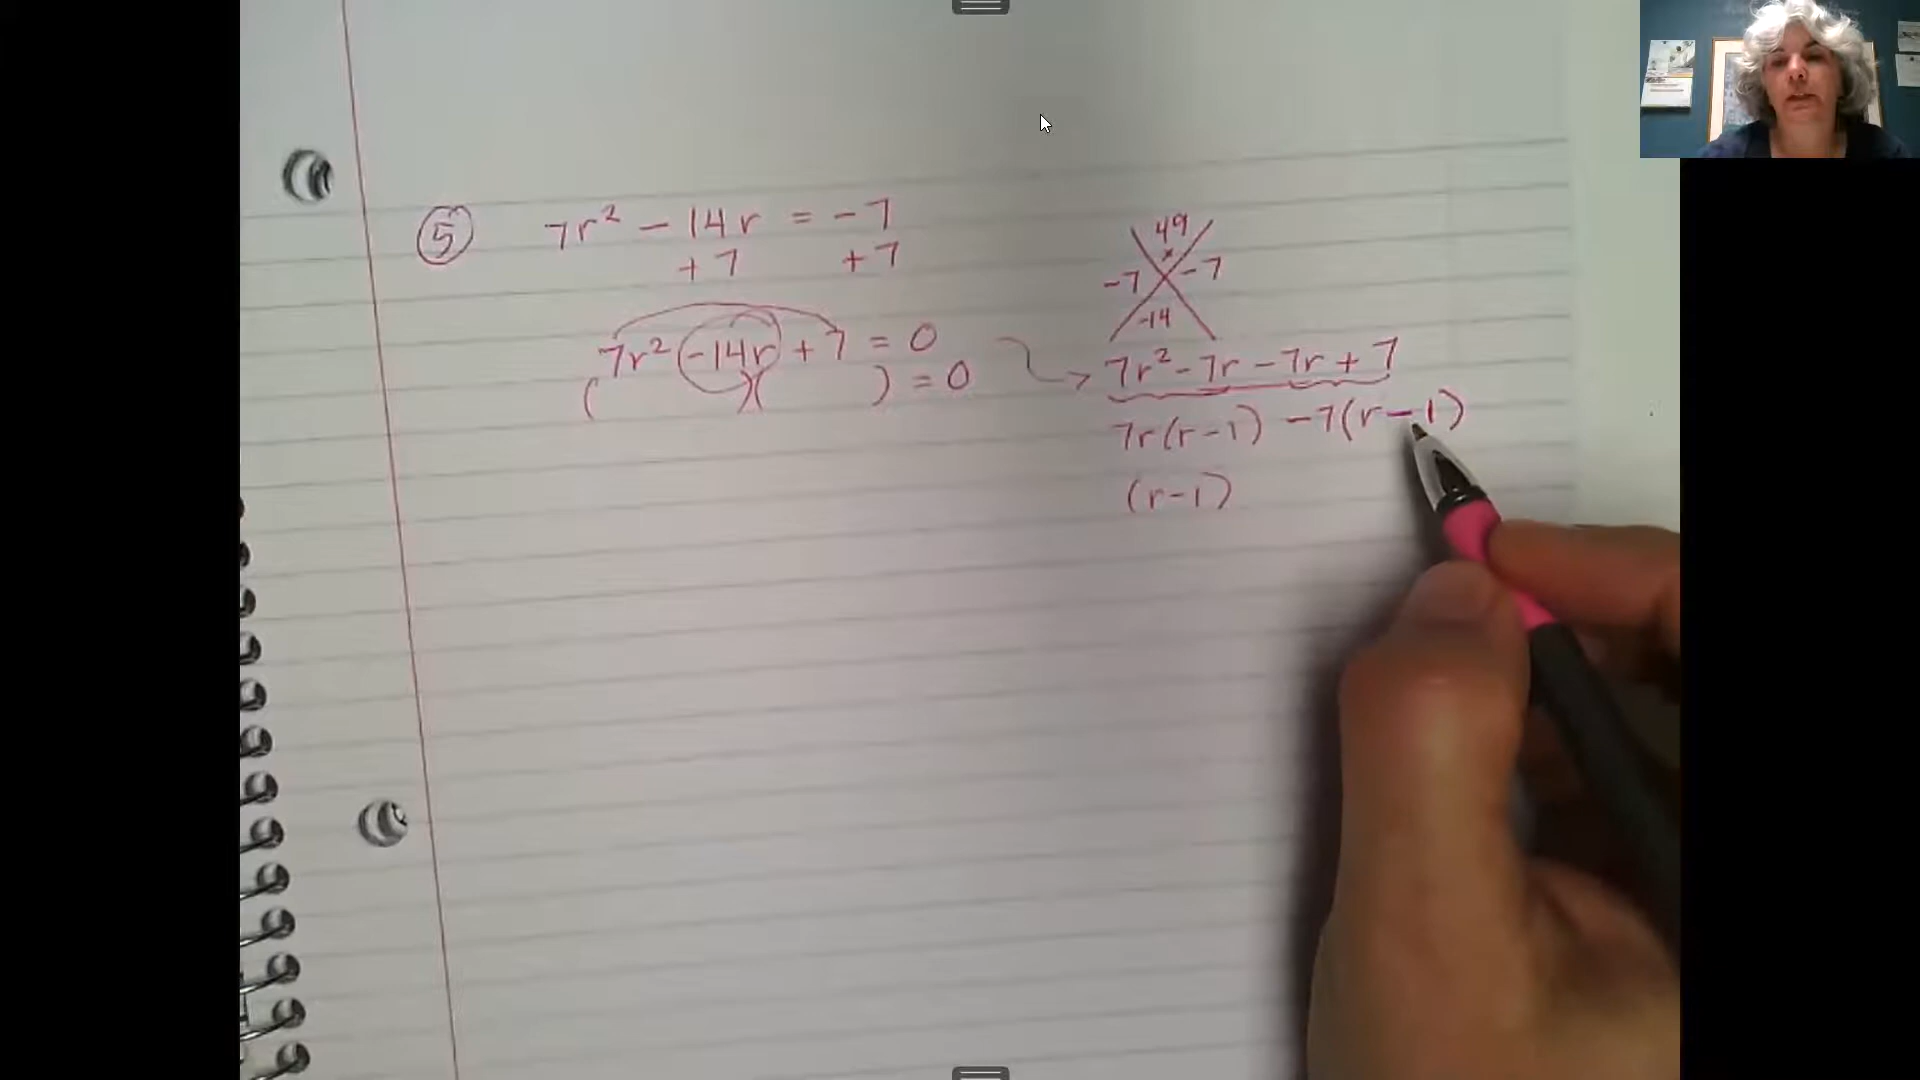 5 7r² - 14r = -7
+7 +7
7r² -14r + 7 = 0
( )( ) = 0
49
x
-7 -7
-14
7r² - 7r - 7r + 7
7r(r-1) -7(r-1)
(r-1)